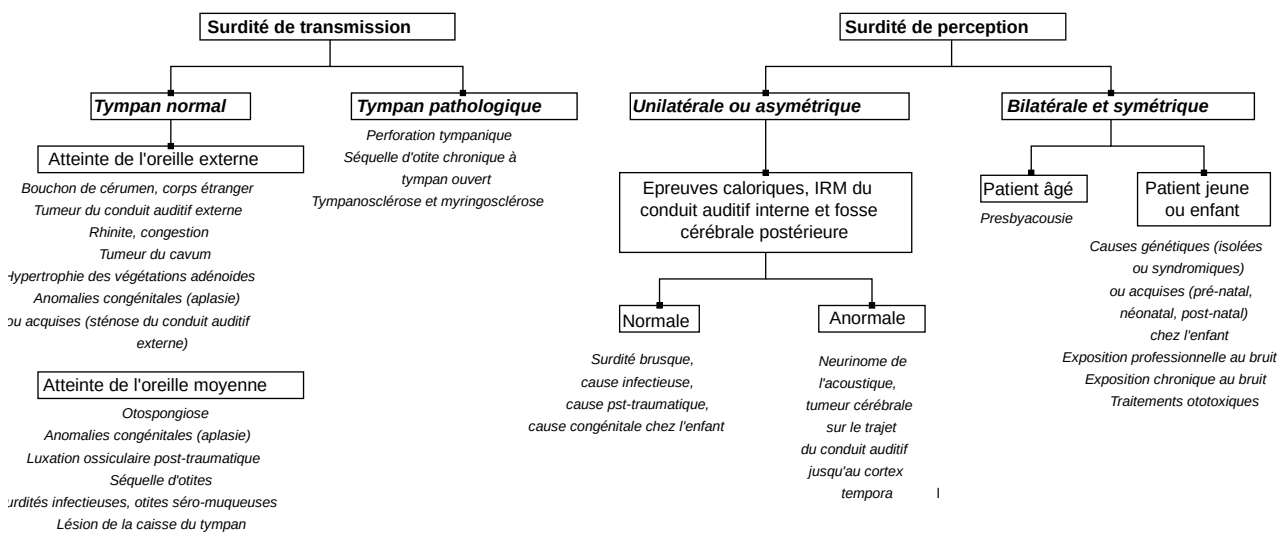 Surdité de transmission
Tympan normal
Atteinte de l'oreille externe
Bouchon de cérumen, corps étranger
Tumeur du conduit auditif externe
Rhinite, congestion
Tumeur du cavum
Hypertrophie des végétations adénoides
Anomalies congénitales (aplasie)
ou acquises (sténose du conduit auditif
externe)
Atteinte de l'oreille moyenne
Otospongiose
Anomalies congénitales (aplasie)
Luxation ossiculaire post-traumatique
Séquelle d'otites
urdités infectieuses, otites séro-muqueuses
Lésion de la caisse du tympan
Tympan pathologique
Perforation tympanique
Séquelle d'otite chronique à
tympan ouvert
Tympanosclérose et myringosclérose
Surdité de perception
Unilatérale ou asymétrique
Epreuves caloriques, IRM du
conduit auditif interne et fosse
cérébrale postérieure
Normale
Surdité brusque,
cause infectieuse,
cause pst-traumatique,
cause congénitale chez l'enfant
Anormale
Neurinome de
l'acoustique,
tumeur cérébrale
sur le trajet
du conduit auditif
jusqu'au cortex
tempora l
Bilatérale et symétrique
Patient âgé
Presbyacousie
Patient jeune
ou enfant
Causes génétiques (isolées
ou syndromiques)
ou acquises (pré-natal,
néonatal, post-natal)
chez l'enfant
Exposition professionnelle au bruit
Exposition chronique au bruit
Traitements ototoxiques